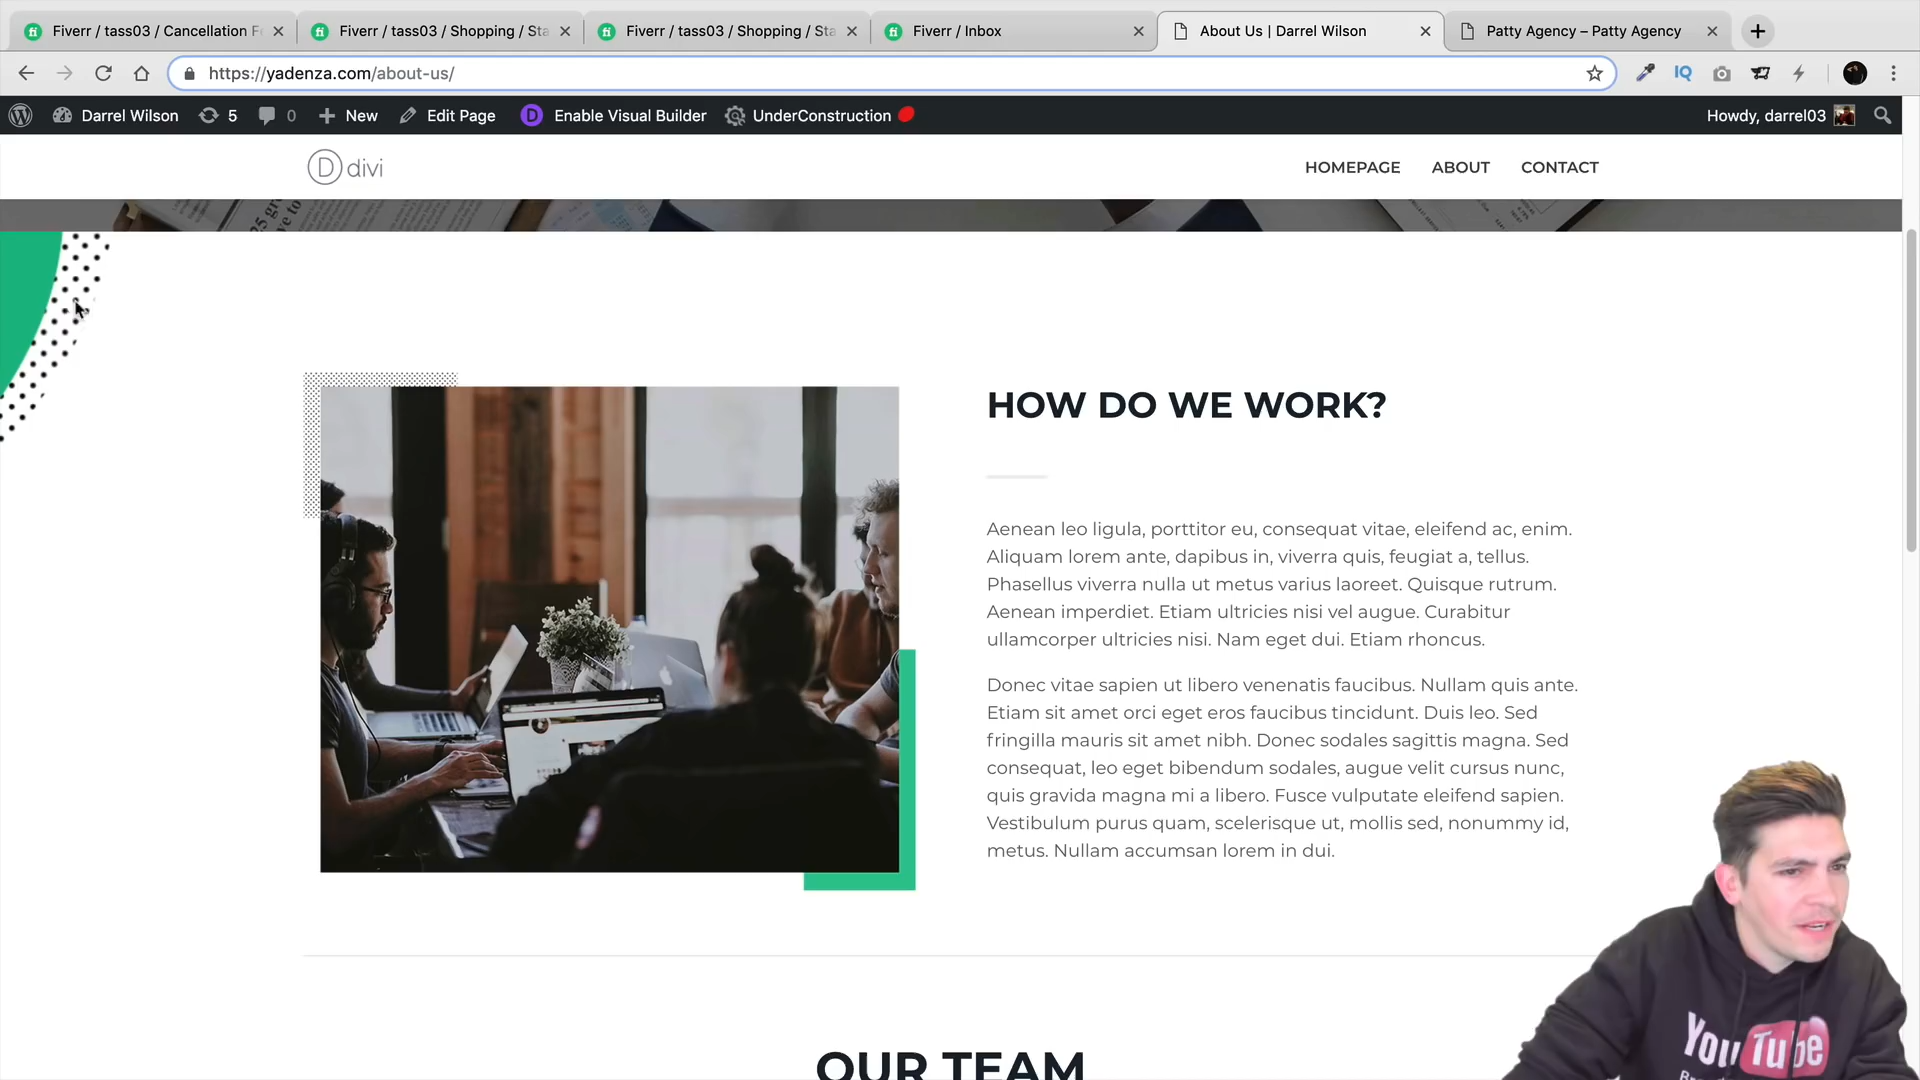 Fiverr / tass03 / Cancellation F
Fiverr / tass03 / Shopping / Sta
Fiverr / tass03 / Shopping / Sta
Fiverr / Inbox
About Us | Darrel Wilson
Patty Agency – Patty Agency
https://yadenza.com/about-us/
IQ
Darrel Wilson
5
0
New
Edit Page
D
Enable Visual Builder
UnderConstruction
Howdy, darrel03
D divi
HOMEPAGE
ABOUT
CONTACT
HOW DO WE WORK?
Aenean leo ligula, porttitor eu, consequat vitae, eleifend ac, enim.
Aliquam lorem ante, dapibus in, viverra quis, feugiat a, tellus.
Phasellus viverra nulla ut metus varius laoreet. Quisque rutrum.
Aenean imperdiet. Etiam ultricies nisi vel augue. Curabitur
ullamcorper ultricies nisi. Nam eget dui. Etiam rhoncus.
Donec vitae sapien ut libero venenatis faucibus. Nullam quis ante.
Etiam sit amet orci eget eros faucibus tincidunt. Duis leo. Sed
fringilla mauris sit amet nibh. Donec sodales sagittis magna. Sed
consequat, leo eget bibendum sodales, augue velit cursus nunc,
quis gravida magna mi a libero. Fusce vulputate eleifend sapien.
Vestibulum purus quam, scelerisque ut, mollis sed, nonummy id,
metus. Nullam accumsan lorem in dui.
OUR TEAM
YouTube